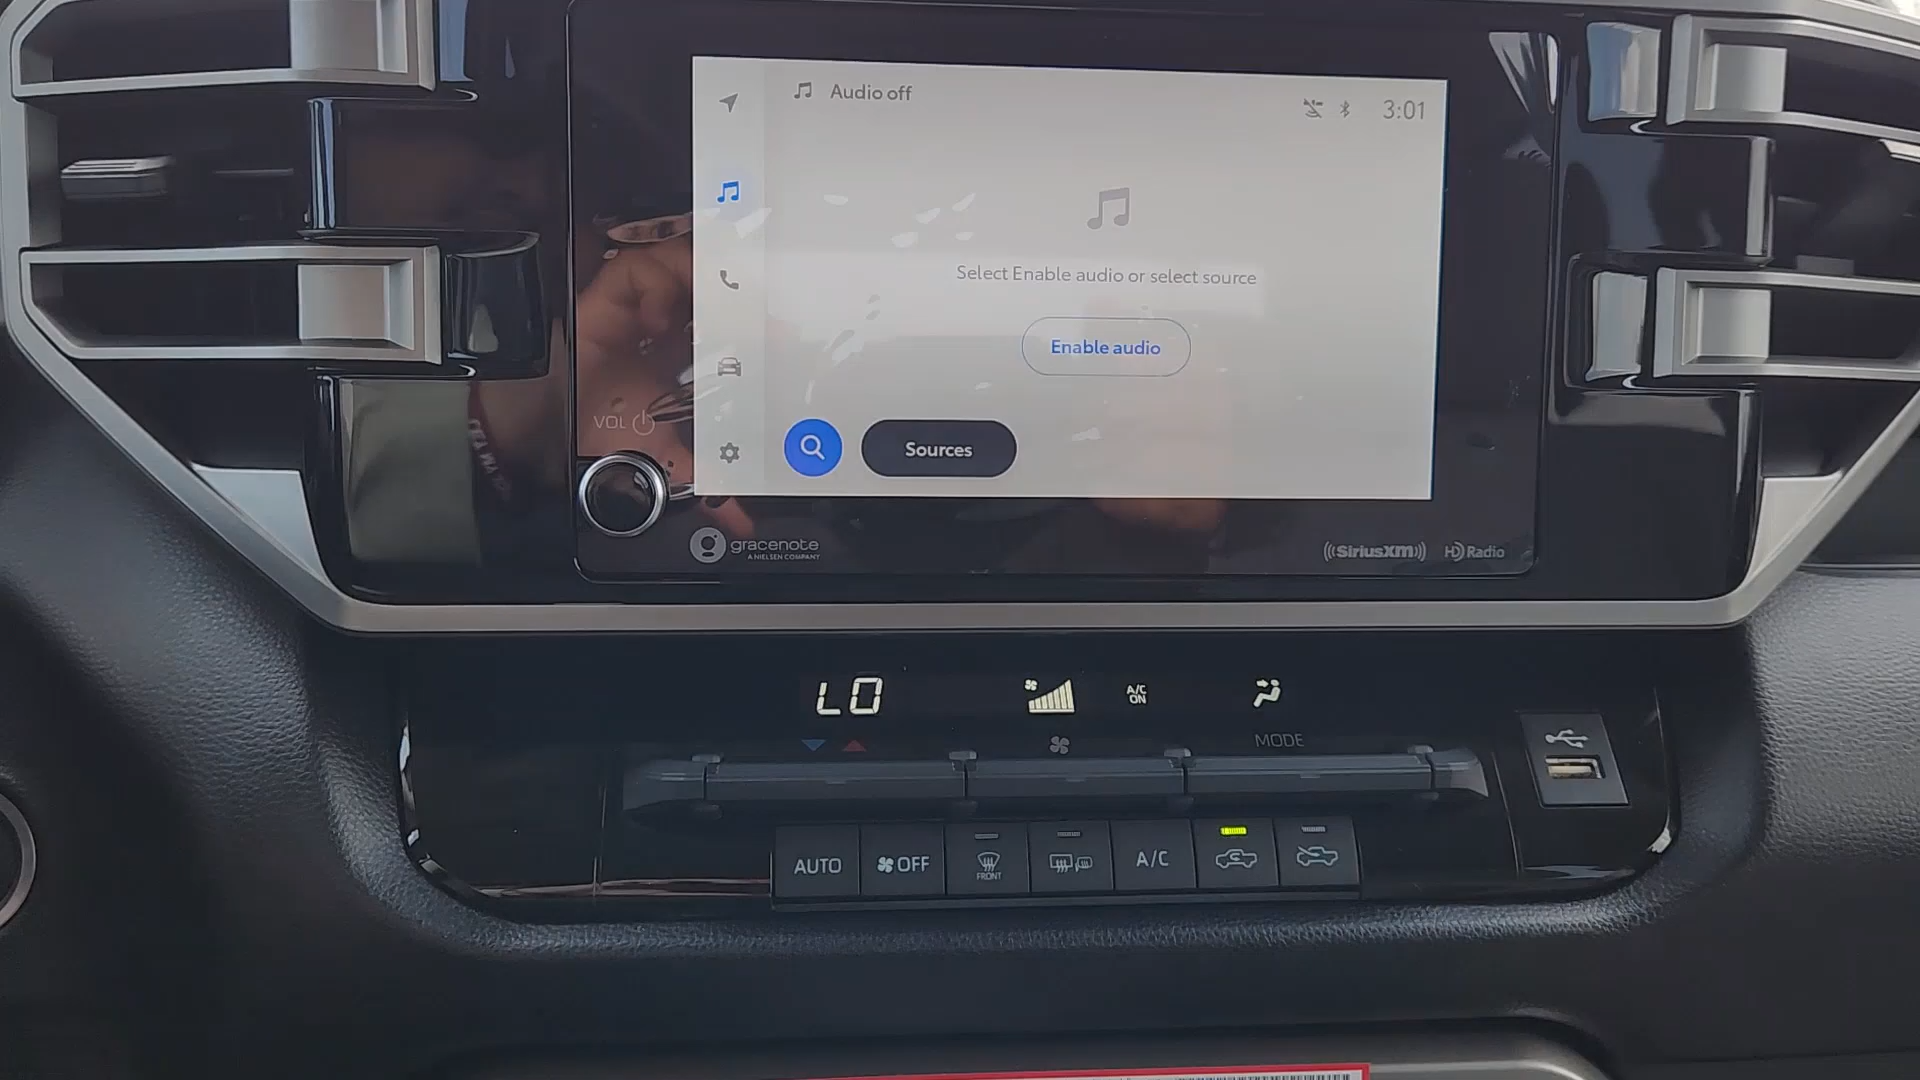 Audio off
3:01
Select Enable audio or select source
Enable audio
VOL
Sources
gracenote
A NIELSEN COMPANY
((SiriusXM))
HD Radio
LO
A/C
ON
MODE
AUTO
OFF
FRONT
A/C